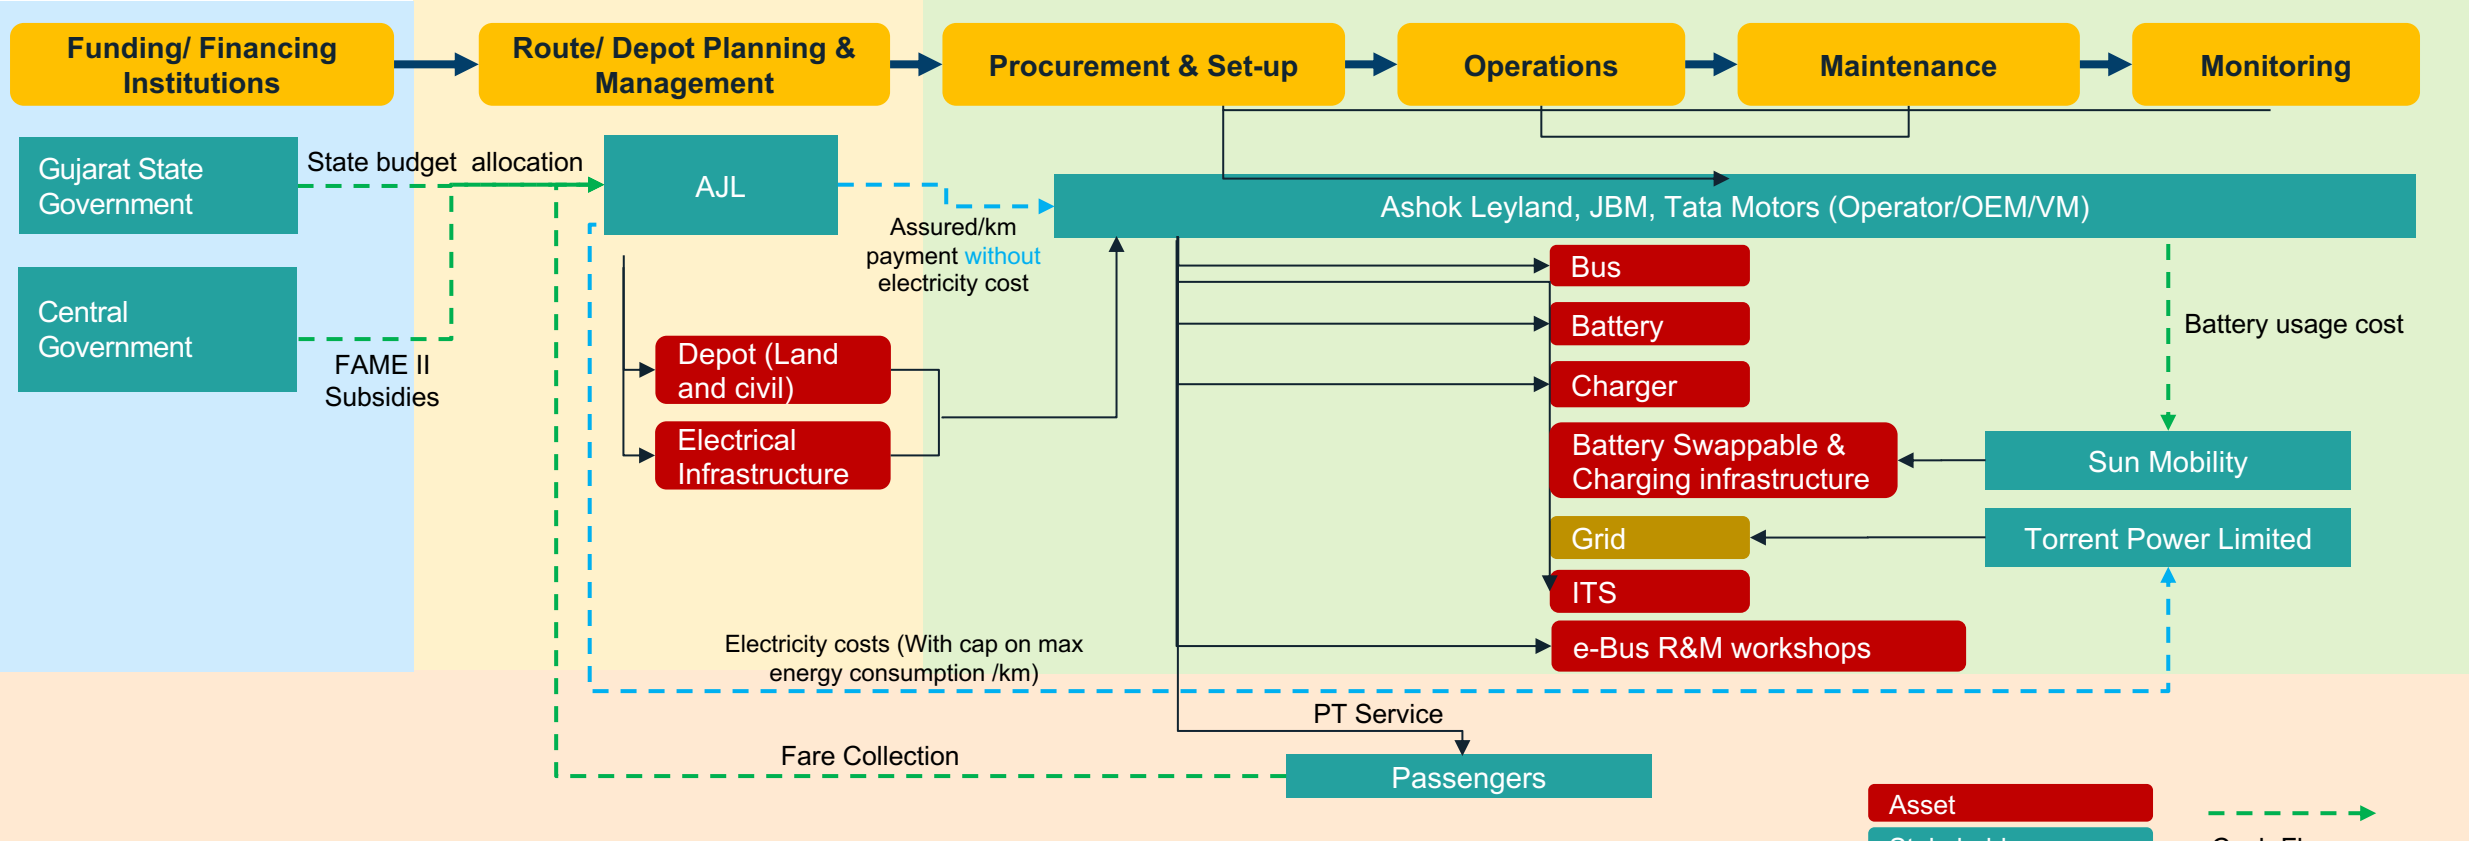 Funding/ Financing
Institutions
Route/ Depot Planning &
Management
Procurement & Set-up
Operations
Maintenance
Monitoring
Gujarat State
Government
State budget  allocation
AJL
Ashok Leyland, JBM, Tata Motors (Operator/OEM/VM)
Assured/km
payment without
electricity cost
Central
Government
FAME II
Subsidies
Depot (Land
and civil)
Electrical
Infrastructure
Bus
Battery
Charger
Battery Swappable &
Charging infrastructure
Grid
ITS
e-Bus R&M workshops
Battery usage cost
Sun Mobility
Torrent Power Limited
Electricity costs (With cap on max
energy consumption /km)
PT Service
Fare Collection
Passengers
Asset